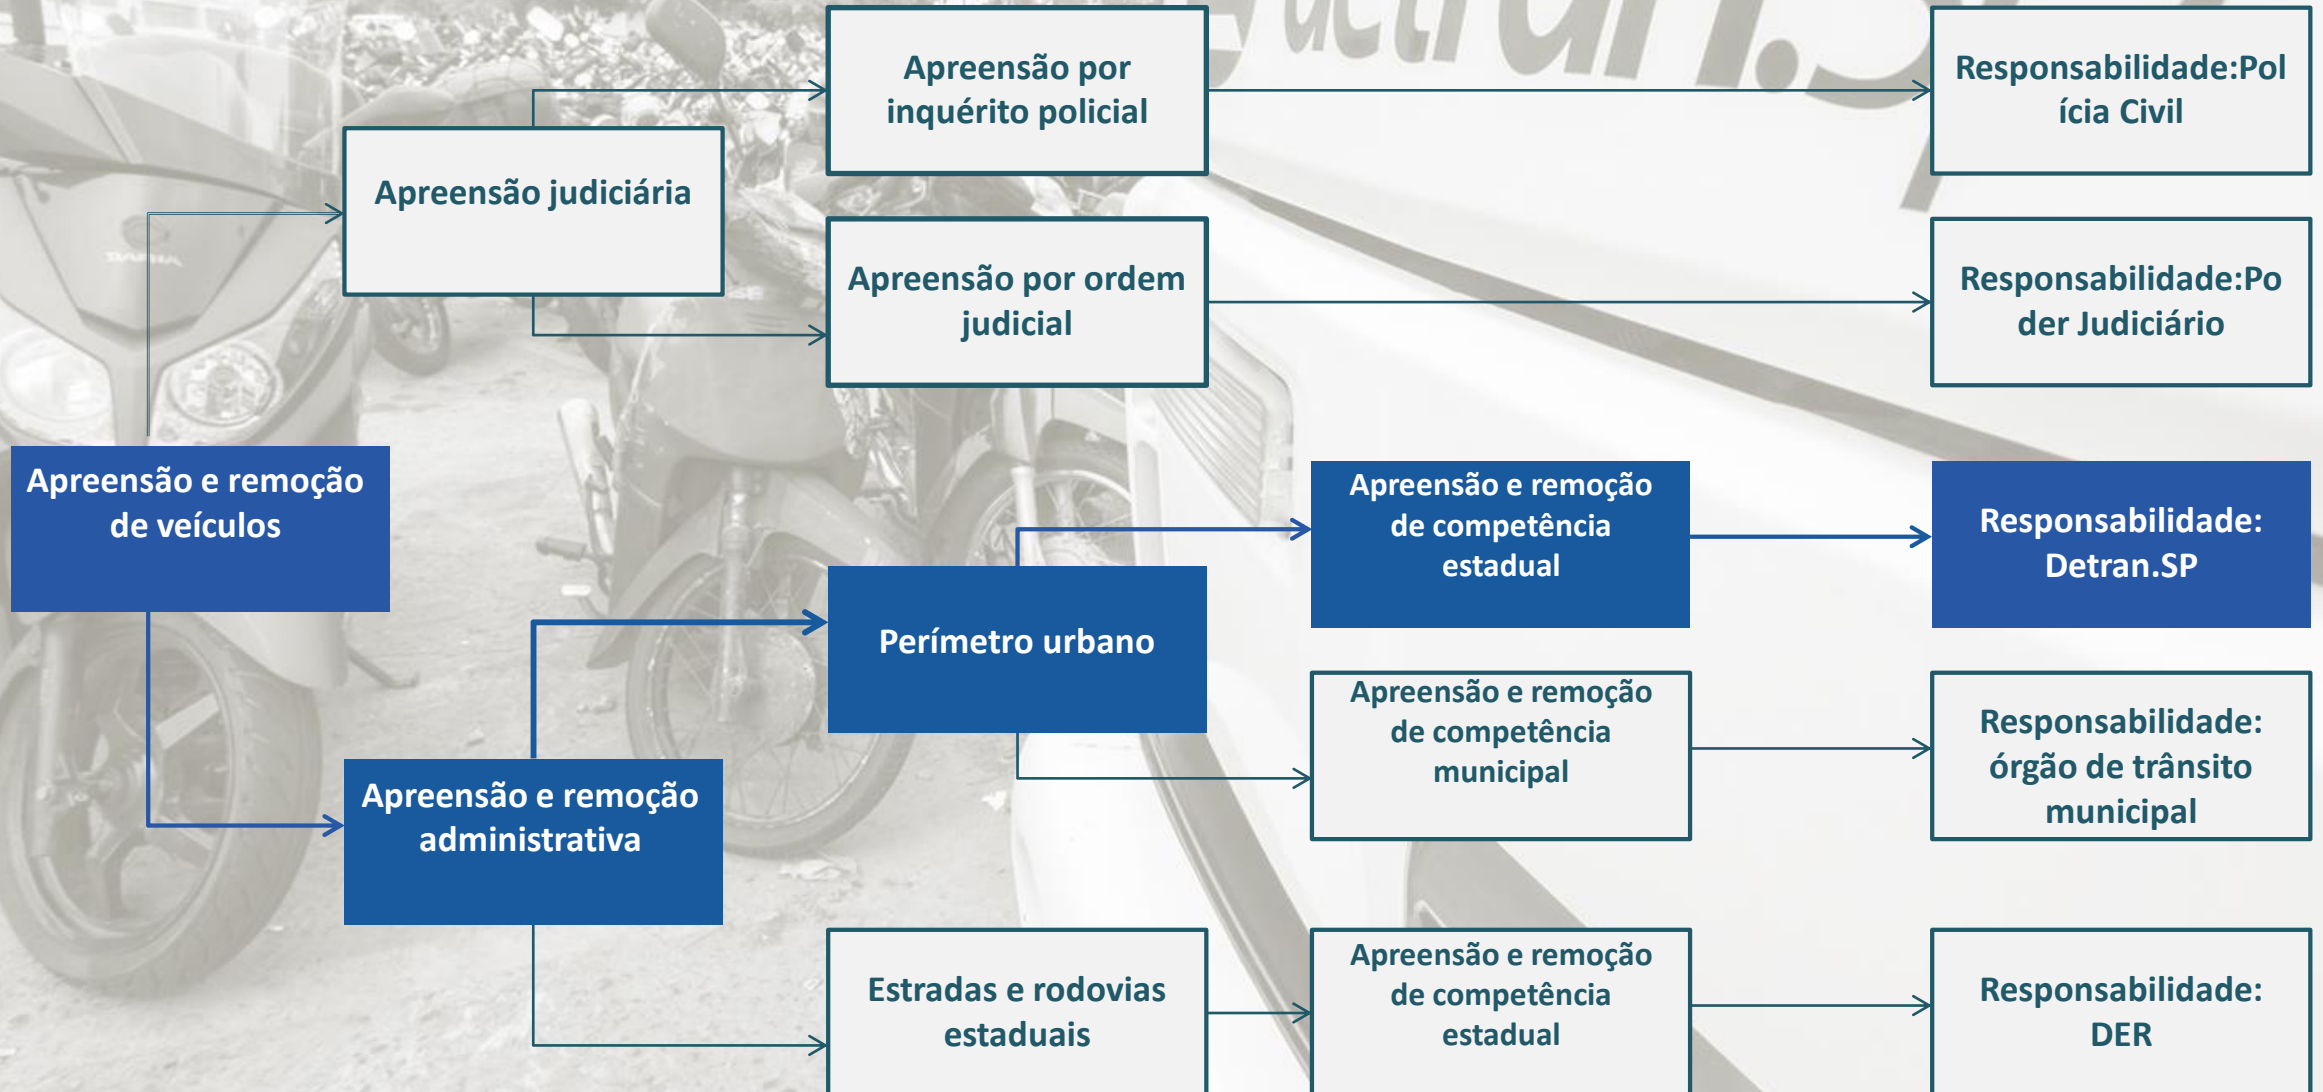 Apreensão por
inquérito policial
Responsabilidade:Pol
ícia Civil
Apreensão judiciária
Apreensão por ordem
judicial
Responsabilidade:Po
der Judiciário
Apreensão e remoção
de veículos
Apreensão e remoção
de competência
estadual
Responsabilidade:
Detran.SP
Perímetro urbano
Apreensão e remoção
de competência
municipal
Responsabilidade:
órgão de trânsito
municipal
Apreensão e remoção
administrativa
Estradas e rodovias
estaduais
Apreensão e remoção
de competência
estadual
Responsabilidade:
DER